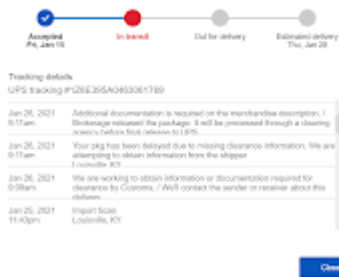 Accepted In transit Out for delivery Estimated delivery
Fri, Jan 15 Thu, Jan 28
Tracking details
UPS tracking
Jan 26, 2021 Additional documentation is required on the merchandise description. /
9:11am Brokerage released the package. It will be processed through a clearing
agency before final release to UPS.
Jan 26, 2021 Your pkg has been delayed due to missing clearance information. We are
9:11am attempting to obtain information from the shipper
Louisville, KY
Jan 26, 2021 We are working to obtain information or documentation required for
clearance by Customs. / We'll contact the sender or receiver about this
delivery
Jan 25, 2021 Import Scan
11:43pm Louisville, KY
Close